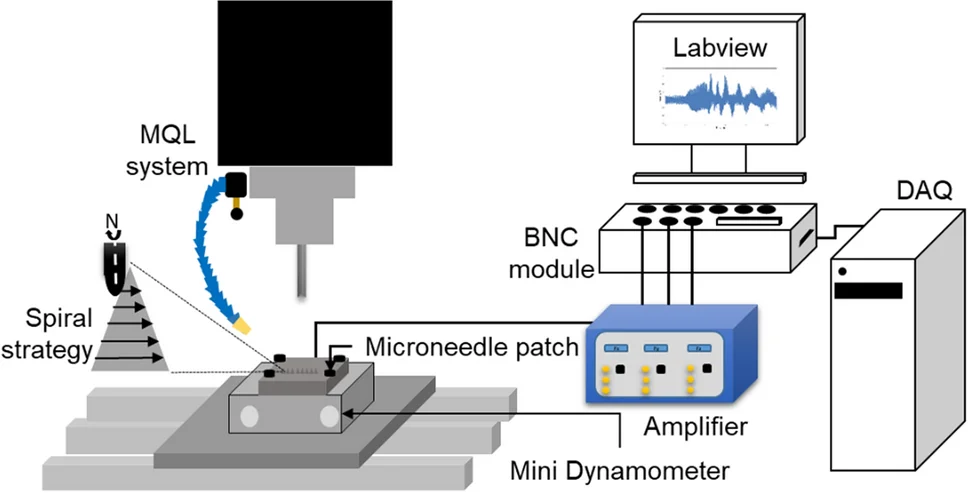 Labview
MQL
system
DAQ
N
BNC
module
Spiral
strategy
Microneedle patch
Amplifier
Mini Dynamometer